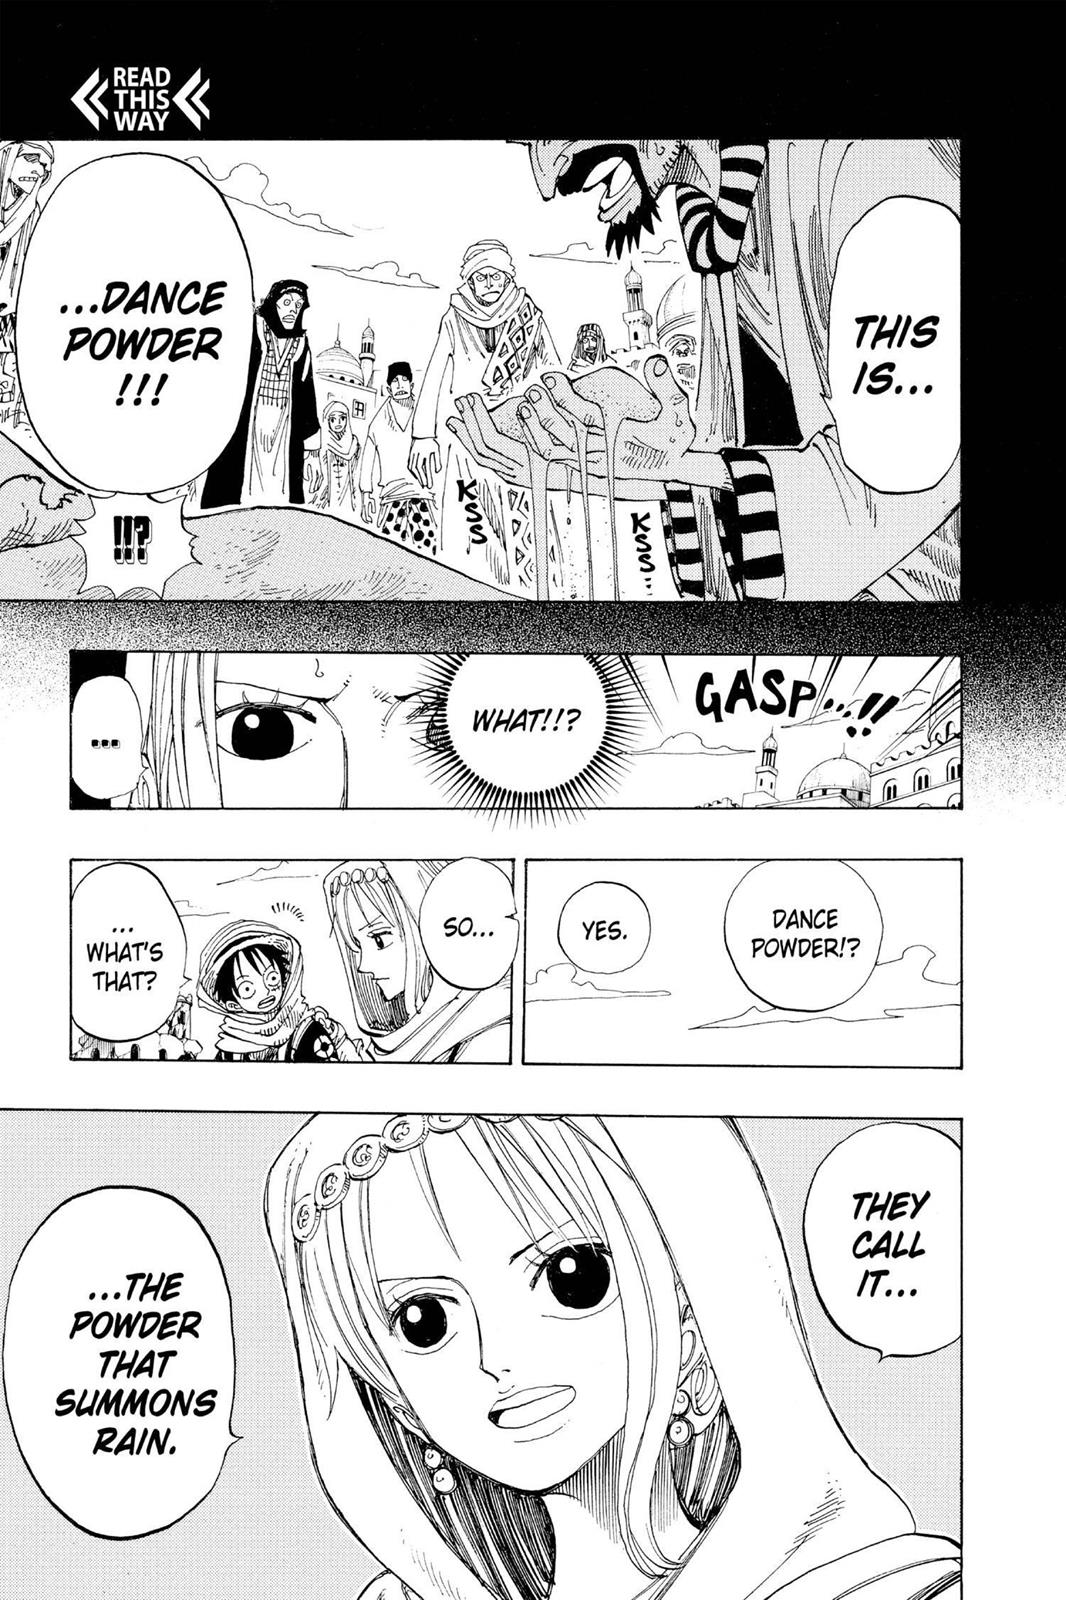 READ
THIS
WAY
THIS
IS...
...DANCE
POWDER
!!!
KSS
KSS...
!!?
GASP...!!
WHAT!!?
...
DANCE
POWDER!?
YES.
SO...
...
WHAT'S
THAT?
THEY
CALL
IT...
...THE
POWDER
THAT
SUMMONS
RAIN.